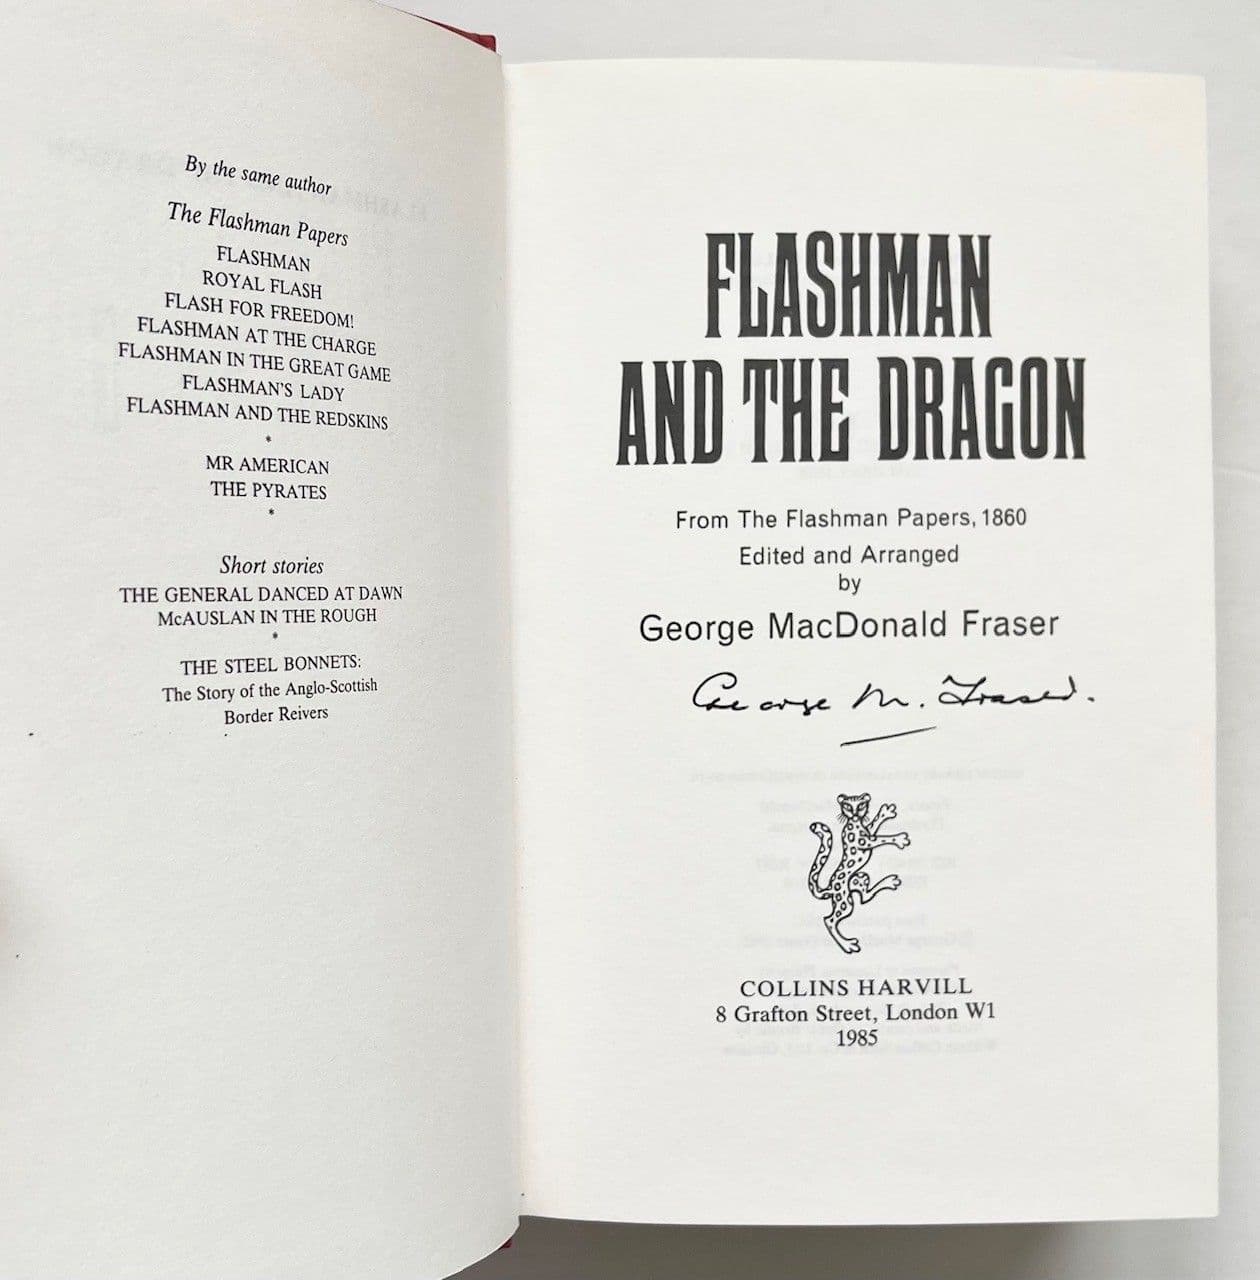 By the same author
The Flashman Papers
FLASHMAN
ROYAL FLASH
FLASH FOR FREEDOM!
FLASHMAN AT THE CHARGE
FLASHMAN IN THE GREAT GAME
FLASHMAN'S LADY
FLASHMAN AND THE REDSKINS
*
MR AMERICAN
THE PYRATES
*
Short stories
THE GENERAL DANCED AT DAWN
McAUSLAN IN THE ROUGH
*
THE STEEL BONNETS:
The Story of the Anglo-Scottish
Border Reivers
FLASHMAN
AND THE DRAGON
From The Flashman Papers, 1860
Edited and Arranged
by
George MacDonald Fraser
George M. Fraser.
COLLINS HARVILL
8 Grafton Street, London W1
1985